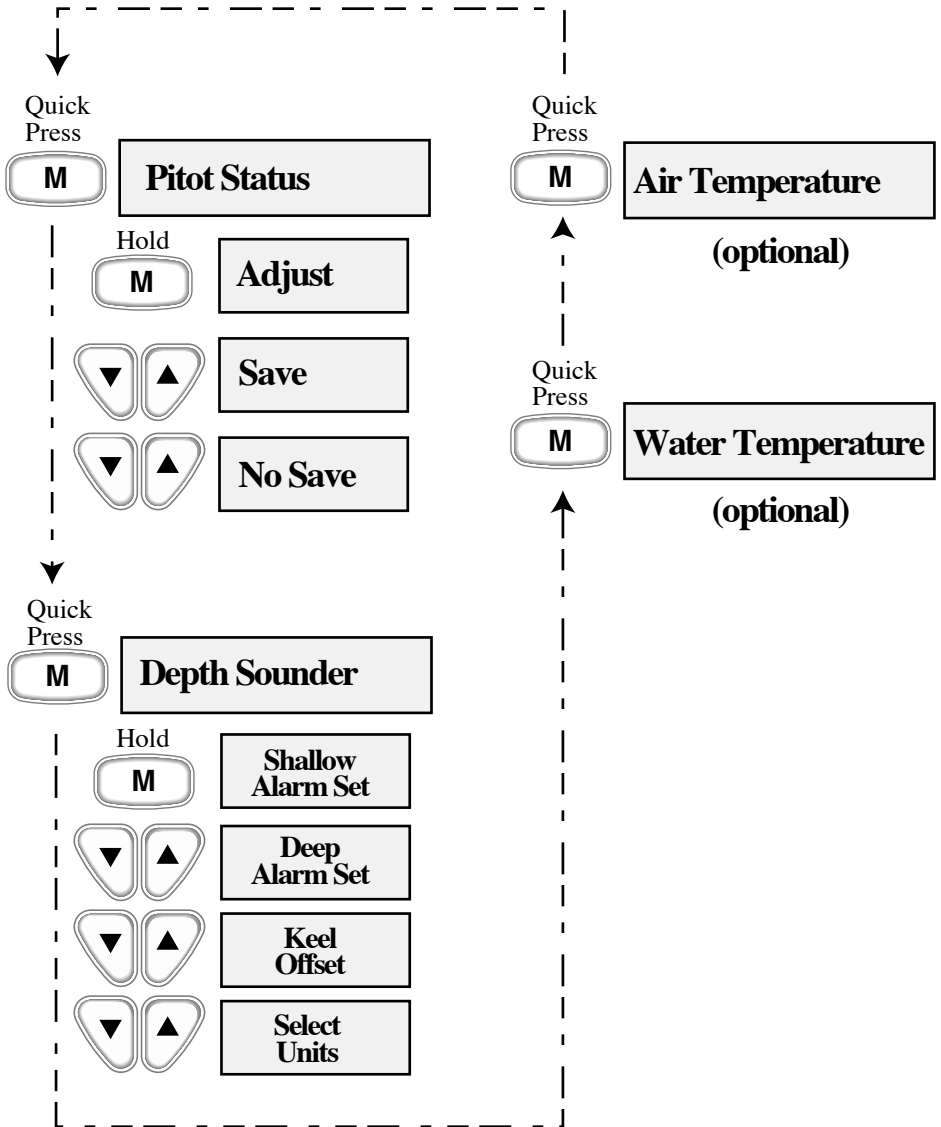 Quick
Press
M
Pitot Status
Hold
M
Adjust
▼ ▲
Save
▼ ▲
No Save
Quick
Press
M
Depth Sounder
Hold
M
Shallow
Alarm Set
▼ ▲
Deep
Alarm Set
▼ ▲
Keel
Offset
▼ ▲
Select
Units
Quick
Press
M
Air Temperature
(optional)
Quick
Press
M
Water Temperature
(optional)